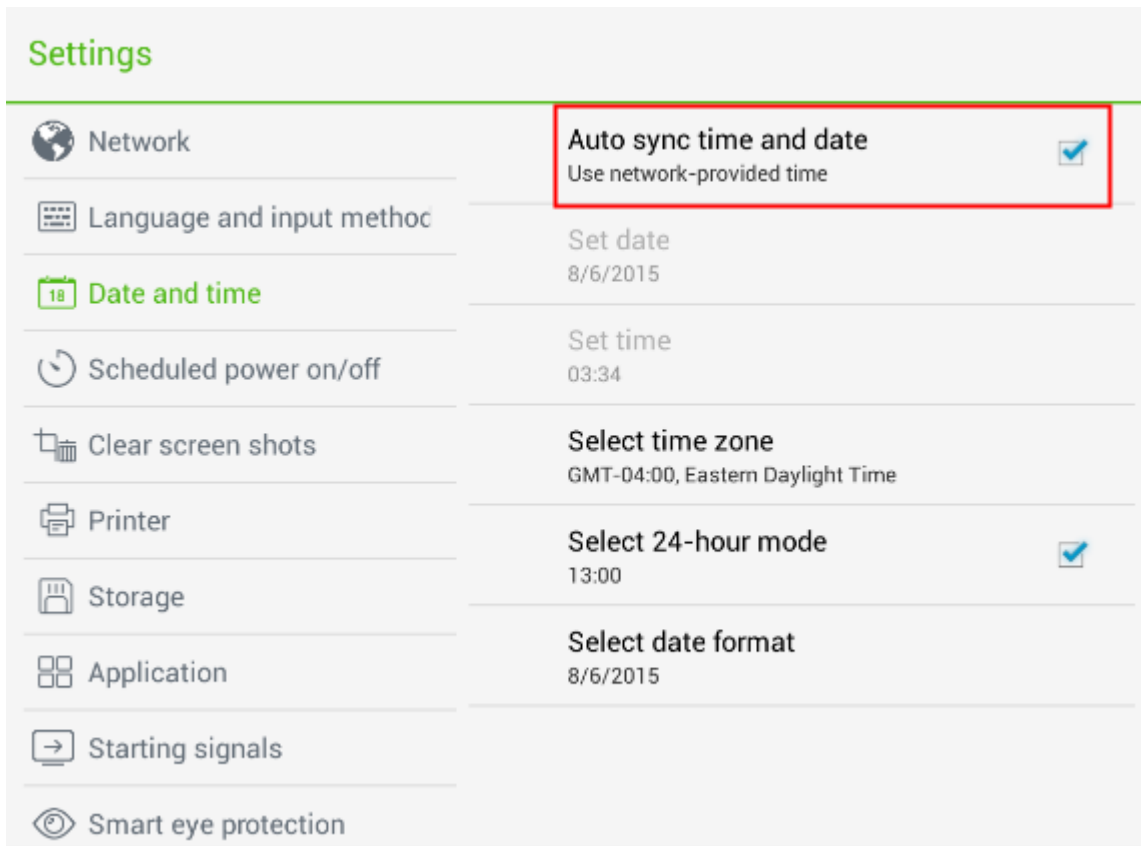 Settings
Network
Language and input method
18
Date and time
Scheduled power on/off
Clear screen shots
Printer
Storage
Application
Starting signals
Smart eye protection
Auto sync time and date
Use network-provided time
Set date
8/6/2015
Set time
03:34
Select time zone
GMT-04:00, Eastern Daylight Time
Select 24-hour mode
13:00
Select date format
8/6/2015